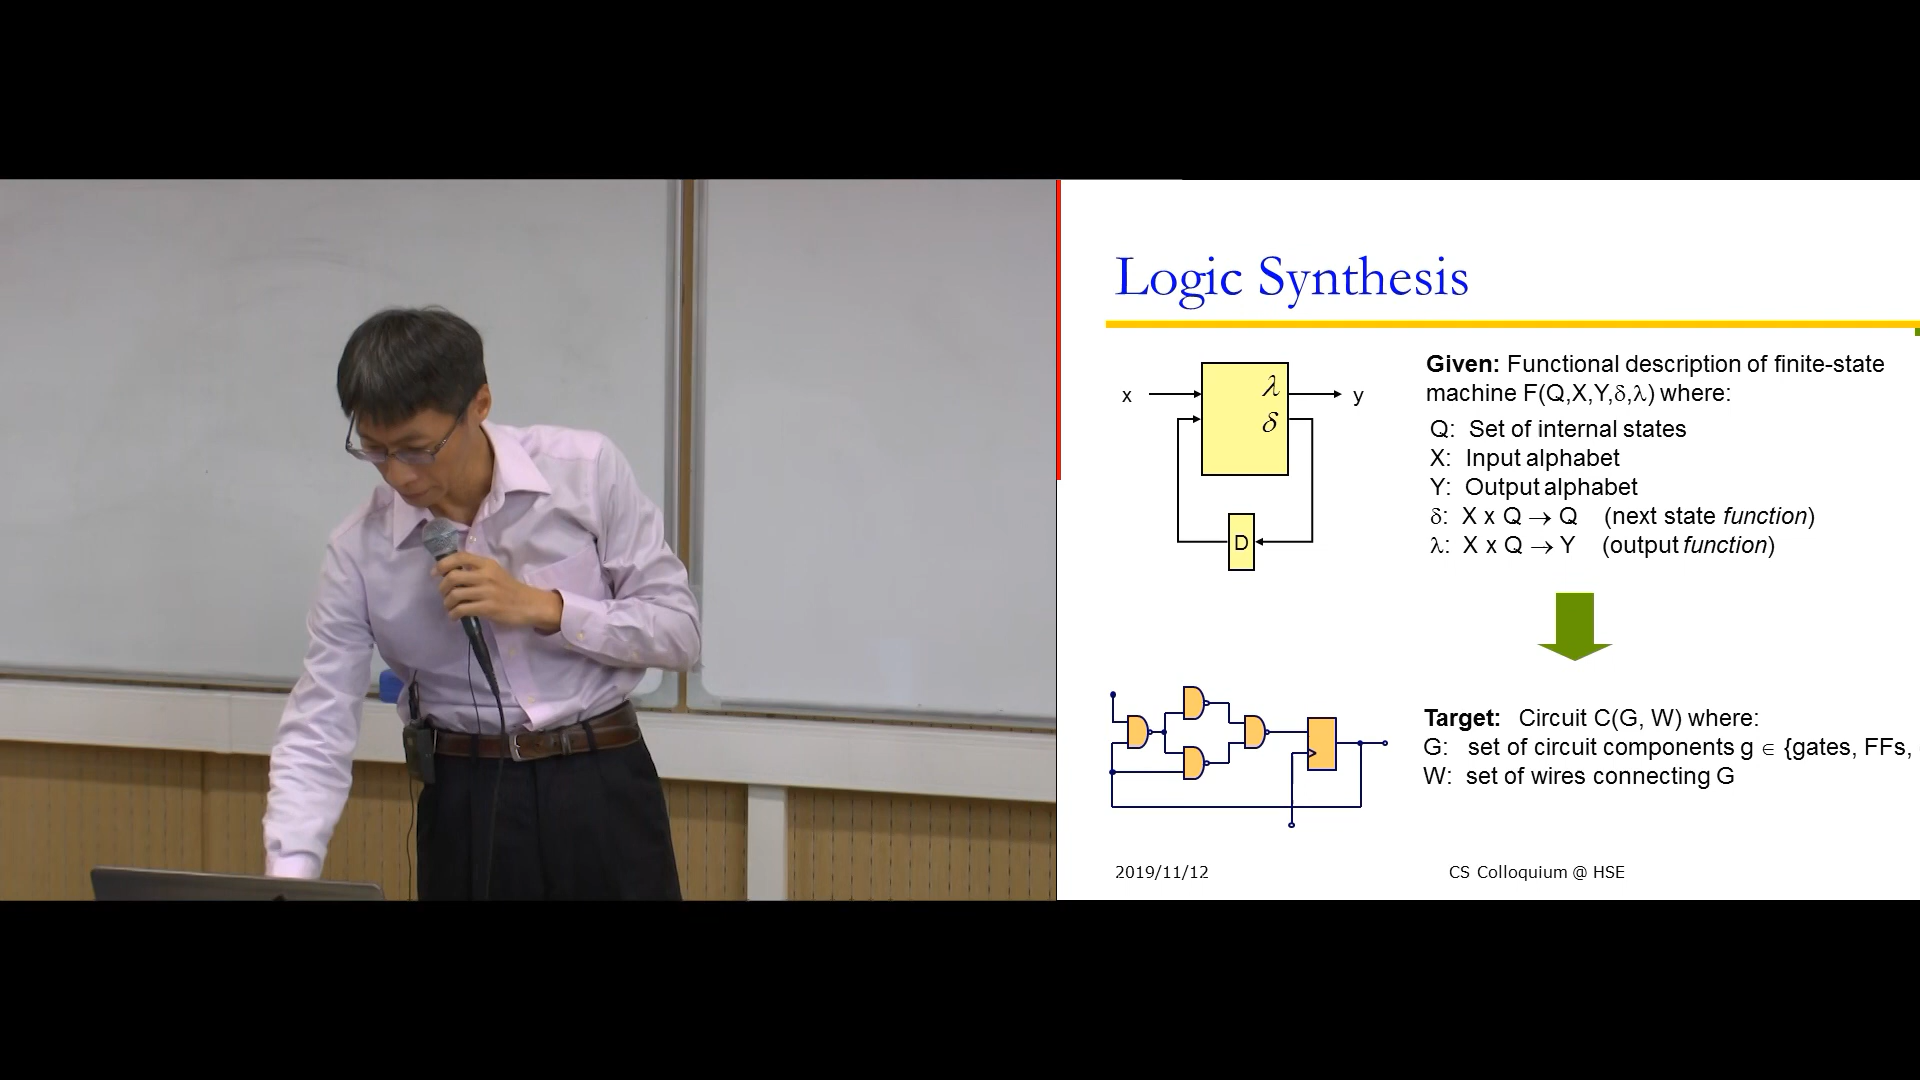 Logic Synthesis
x
λ
y
δ
D
Given: Functional description of finite-state
machine F(Q,X,Y,δ,λ) where:
Q: Set of internal states
X: Input alphabet
Y: Output alphabet
δ: X x Q → Q (next state function)
λ: X x Q → Y (output function)
Target: Circuit C(G, W) where:
G: set of circuit components g ∈ {gates, FFs,
W: set of wires connecting G
2019/11/12
CS Colloquium @ HSE